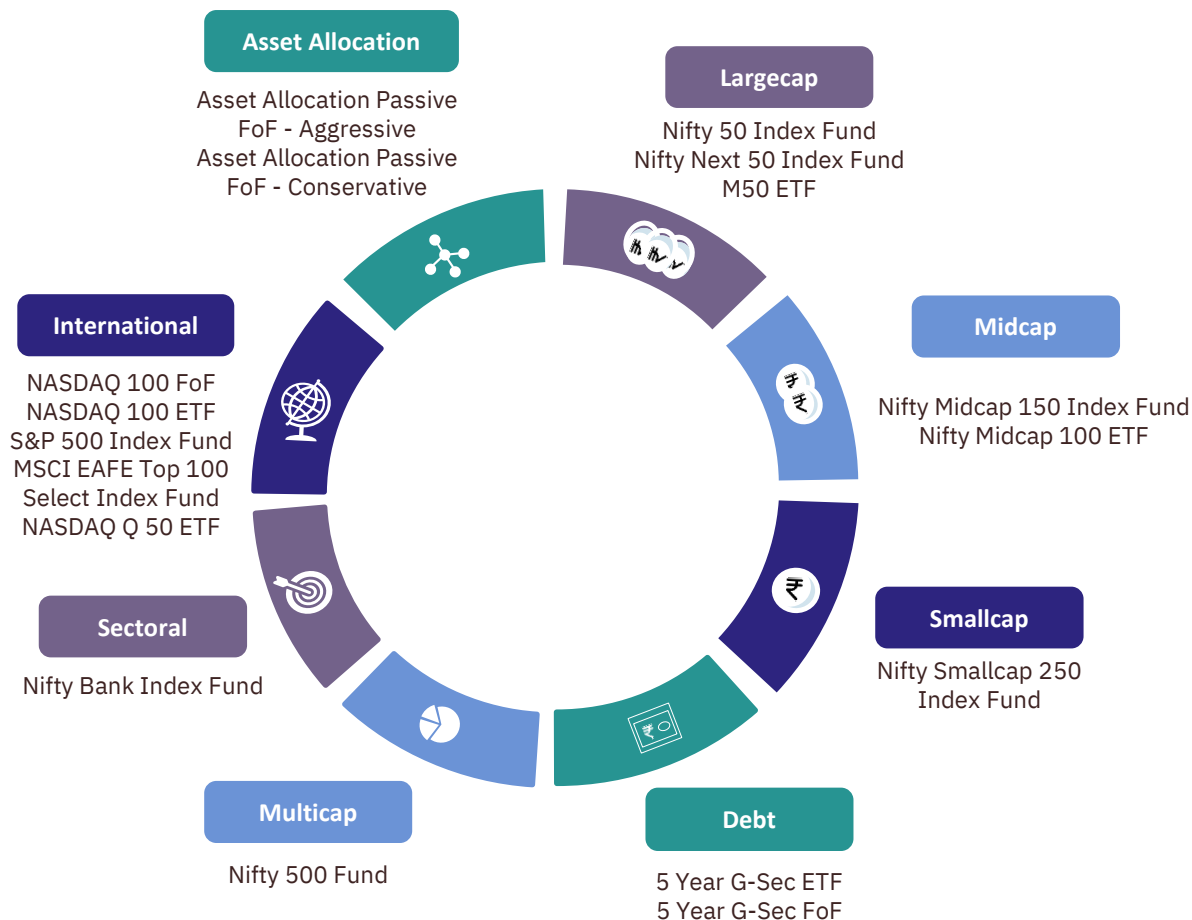 Asset Allocation
Asset Allocation Passive
FoF - Aggressive
Asset Allocation Passive
FoF - Conservative
Largecap
Nifty 50 Index Fund
Nifty Next 50 Index Fund
M50 ETF
International
NASDAQ 100 FoF
NASDAQ 100 ETF
S&P 500 Index Fund
MSCI EAFE Top 100
Select Index Fund
NASDAQ Q 50 ETF
Midcap
Nifty Midcap 150 Index Fund
Nifty Midcap 100 ETF
Sectoral
Nifty Bank Index Fund
Smallcap
Nifty Smallcap 250
Index Fund
Multicap
Nifty 500 Fund
Debt
5 Year G-Sec ETF
5 Year G-Sec FoF